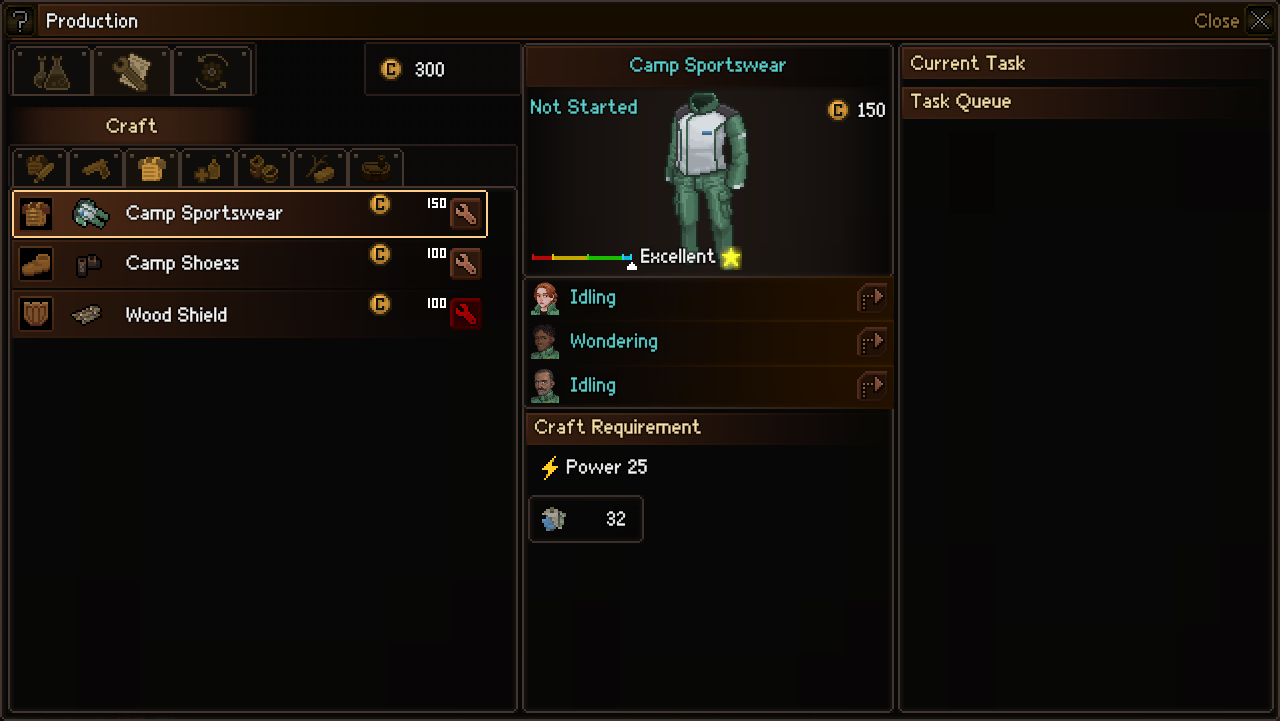 ? Production Close
300
Craft
Camp Sportswear 150
Camp Shoess 100
Wood Shield 100
Camp Sportswear
Not Started 150
Excellent
Idling
Wondering
Idling
Craft Requirement
Power 25
32
Current Task
Task Queue